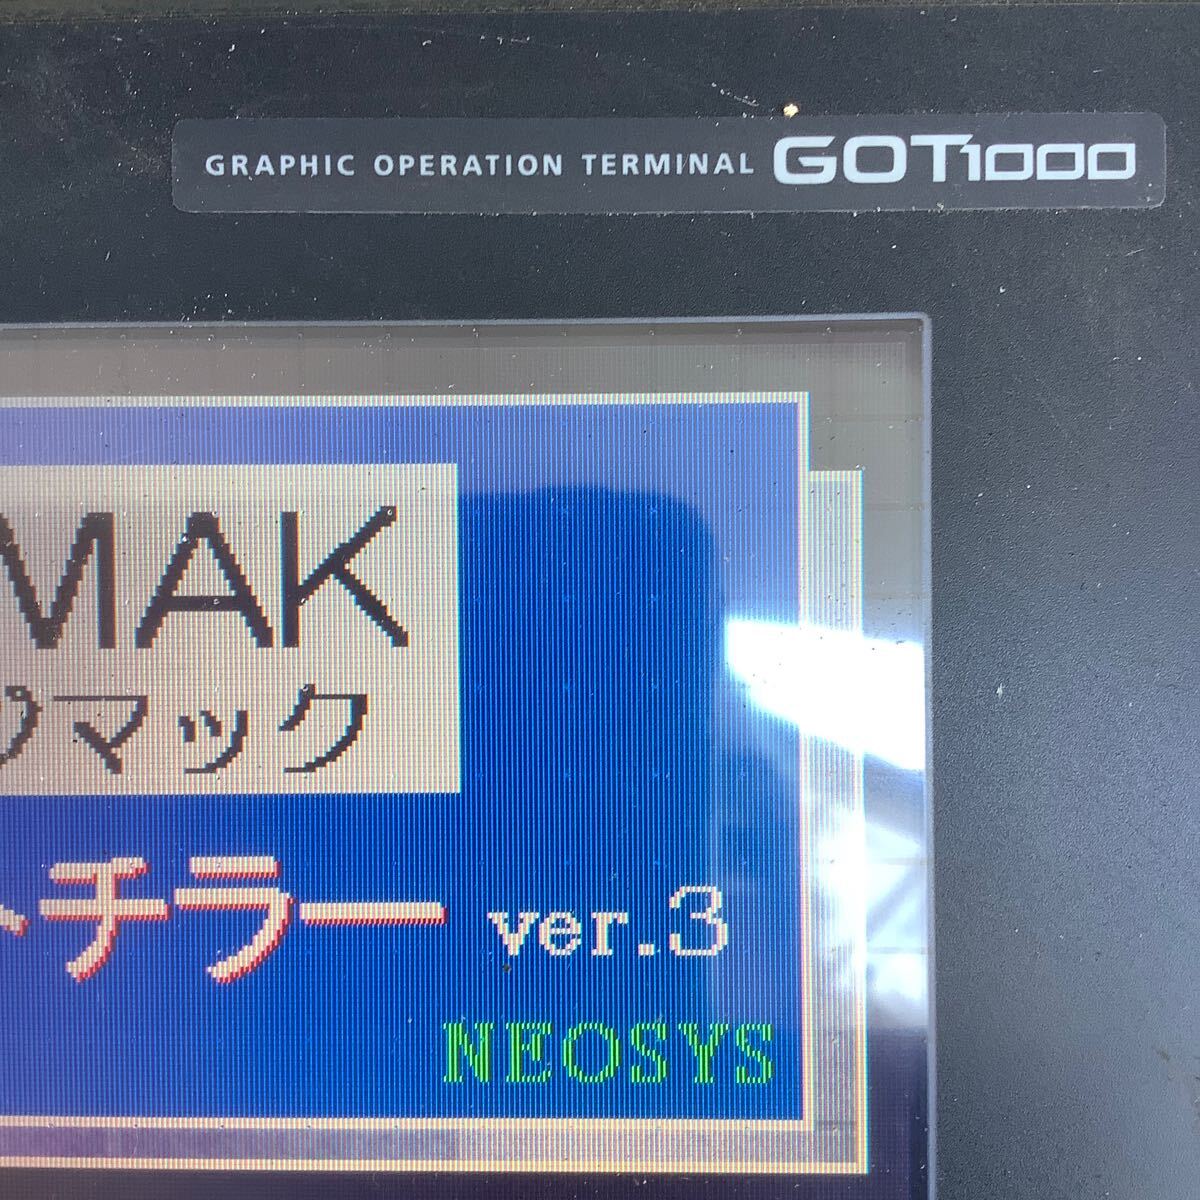 GRAPHIC OPERATION TERMINAL GOT1000
MAK
マック
チラー ver.3
NEOSYS